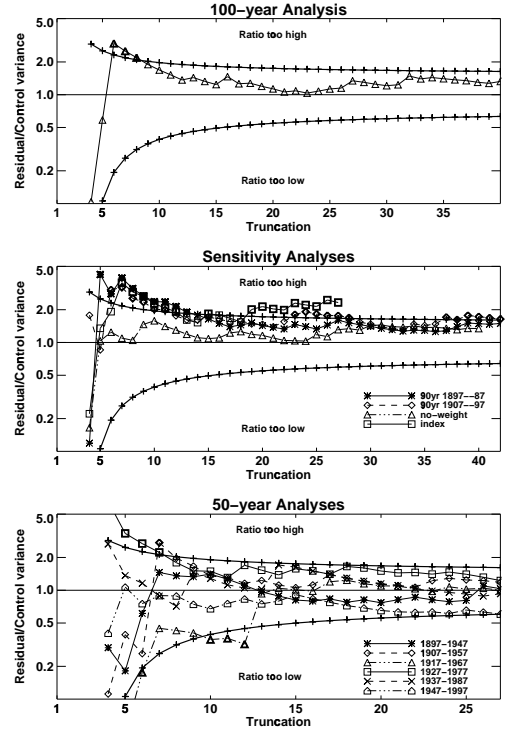 100-year Analysis
5.0
2.0
1.0
0.5
0.2
Residual/Control variance
Ratio too high
Ratio too low
1 5 10 15 20 25 30 35
Truncation
Sensitivity Analyses
5.0
2.0
1.0
0.5
0.2
Residual/Control variance
Ratio too high
Ratio too low
90yr 1897--87
90yr 1907--97
no-weight
index
1 5 10 15 20 25 30 35 40
Truncation
50-year Analyses
5.0
2.0
1.0
0.5
0.2
Residual/Control variance
Ratio too high
Ratio too low
1897-1947
1907-1957
1917-1967
1927-1977
1937-1987
1947-1997
1 5 10 15 20 25
Truncation